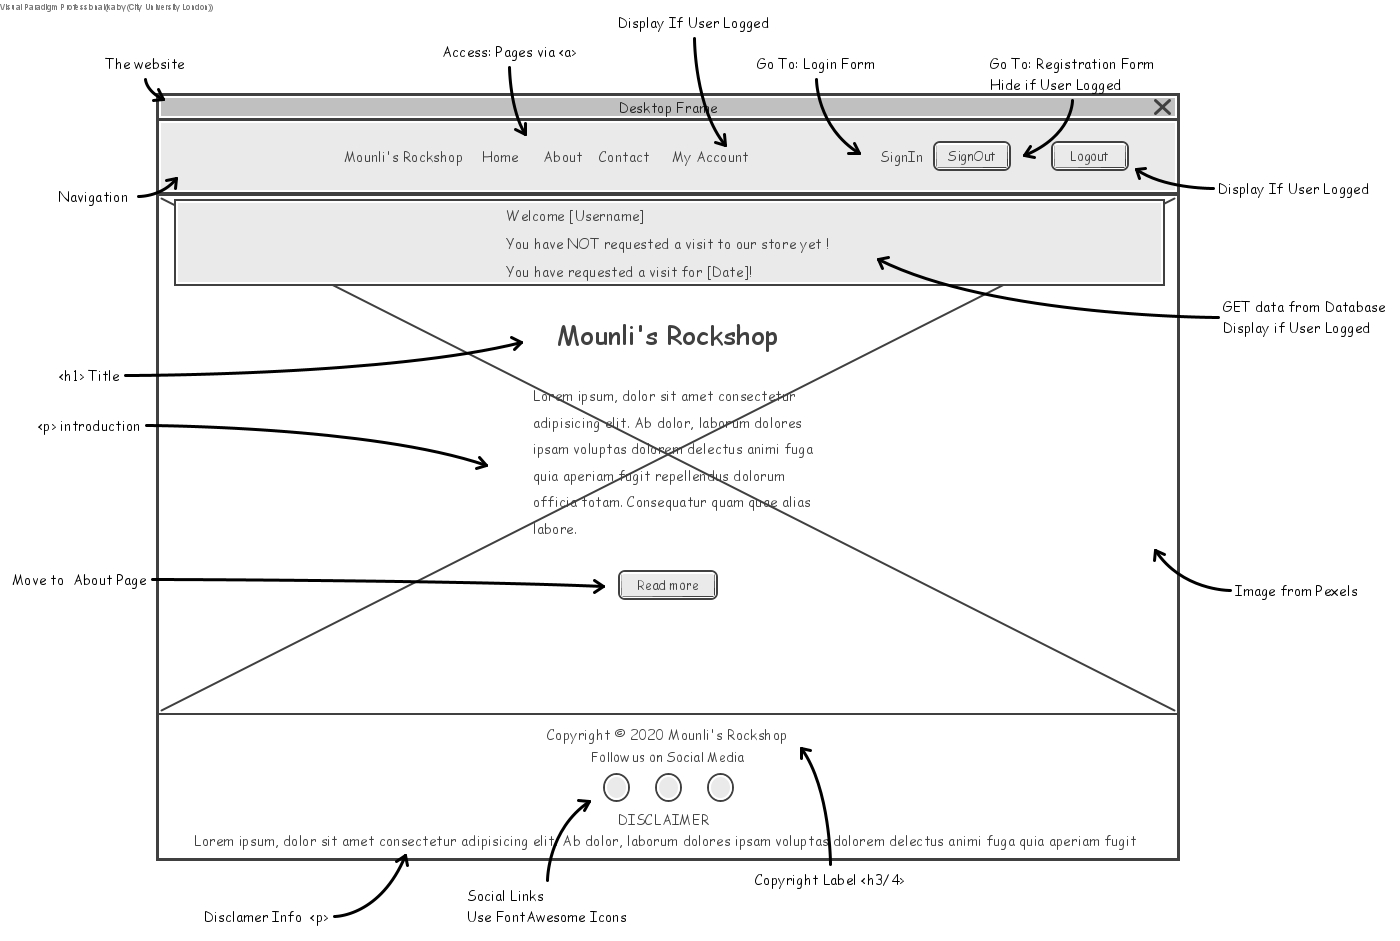 Visual Paradigm Professional(kaby(City University London))
Display If User Logged
Access: Pages via <a>
The website
Go To: Login Form
Go To: Registration Form
Hide if User Logged
Desktop Frame
Mounli's Rockshop Home About Contact My Account SignIn SignOut Logout
Navigation
Display If User Logged
Welcome [Username]
You have NOT requested a visit to our store yet !
You have requested a visit for [Date]!
GET data from Database
Display if User Logged
Mounli's Rockshop
<h1> Title
Lorem ipsum, dolor sit amet consectetur
adipisicing elit. Ab dolor, laborum dolores
ipsam voluptas dolorem delectus animi fuga
quia aperiam fugit repellendus dolorum
officia totam. Consequatur quam quae alias
labore.
<p> introduction
Move to About Page
Read more
Image from Pexels
Copyright © 2020 Mounli's Rockshop
Follow us on Social Media
DISCLAIMER
Lorem ipsum, dolor sit amet consectetur adipisicing elit. Ab dolor, laborum dolores ipsam voluptas dolorem delectus animi fuga quia aperiam fugit
Copyright Label <h3/4>
Social Links
Use FontAwesome Icons
Disclamer Info <p>